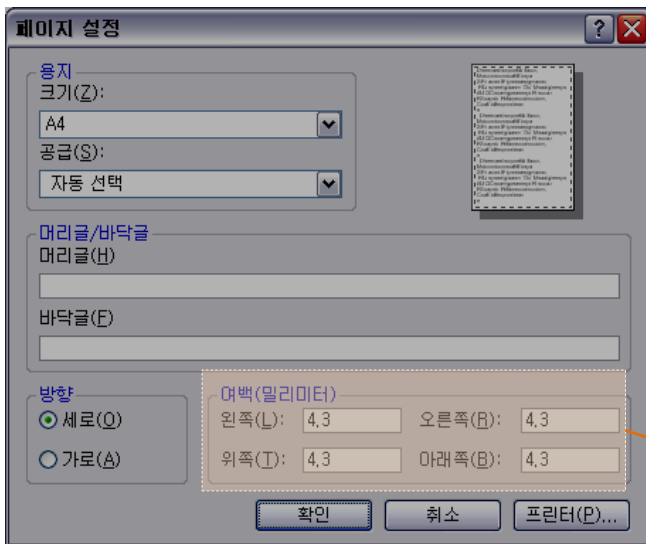 페이지 설정
용지
크기(Z):
A4
공급(S):
자동 선택
머리글/바닥글
머리글(H)
바닥글(F)
방향
세로(O)
가로(A)
여백(밀리미터)
왼쪽(L): 4,3 오른쪽(R): 4,3
위쪽(T): 4,3 아래쪽(B): 4,3
확인 취소 프린터(P)...